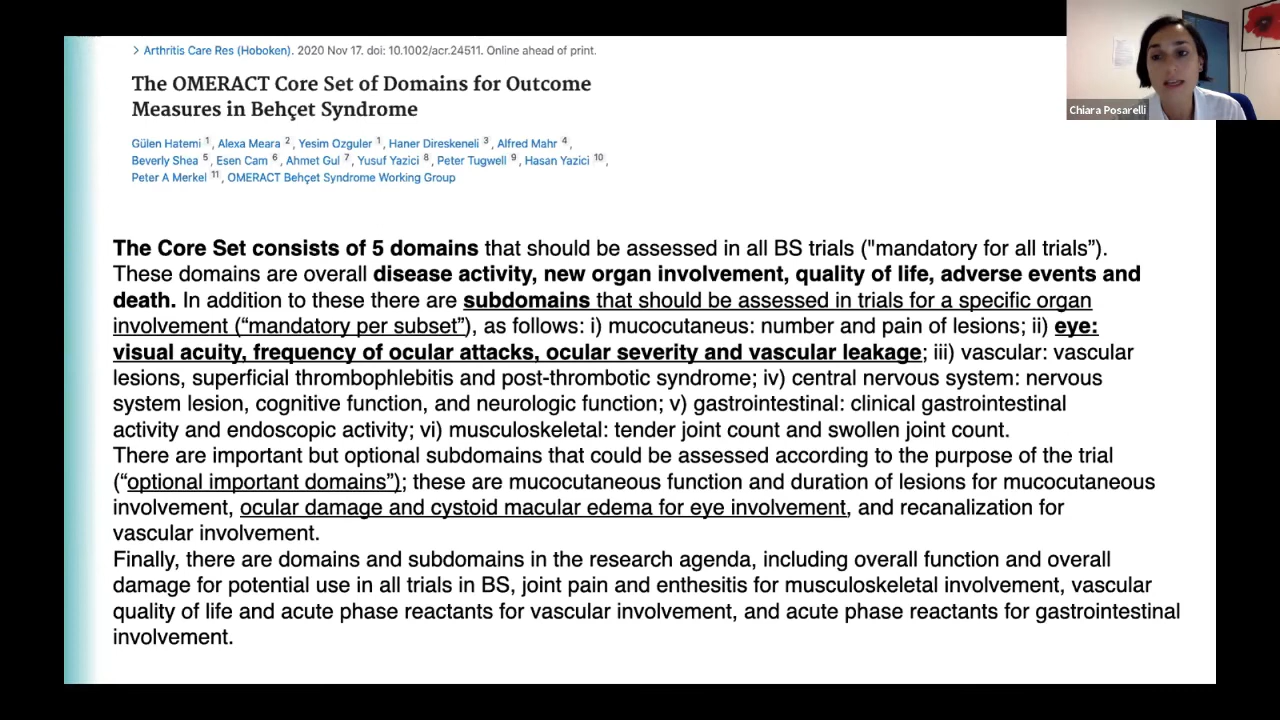 > Arthritis Care Res (Hoboken). 2020 Nov 17. doi: 10.1002/acr.24511. Online ahead of print.
The OMERACT Core Set of Domains for Outcome
Measures in Behçet Syndrome
Gülen Hatemi 1, Alexa Meara 2, Yesim Ozguler 1, Haner Direskeneli 3, Alfred Mahr 4,
Beverly Shea 5, Esen Cam 6, Ahmet Gul 7, Yusuf Yazici 8, Peter Tugwell 9, Hasan Yazici 10,
Peter A Merkel 11, OMERACT Behçet Syndrome Working Group
Chiara Posarelli
The Core Set consists of 5 domains that should be assessed in all BS trials ("mandatory for all trials”).
These domains are overall disease activity, new organ involvement, quality of life, adverse events and
death. In addition to these there are subdomains that should be assessed in trials for a specific organ
involvement (“mandatory per subset”), as follows: i) mucocutaneus: number and pain of lesions; ii) eye:
visual acuity, frequency of ocular attacks, ocular severity and vascular leakage; iii) vascular: vascular
lesions, superficial thrombophlebitis and post-thrombotic syndrome; iv) central nervous system: nervous
system lesion, cognitive function, and neurologic function; v) gastrointestinal: clinical gastrointestinal
activity and endoscopic activity; vi) musculoskeletal: tender joint count and swollen joint count.
There are important but optional subdomains that could be assessed according to the purpose of the trial
(“optional important domains”); these are mucocutaneous function and duration of lesions for mucocutaneous
involvement, ocular damage and cystoid macular edema for eye involvement, and recanalization for
vascular involvement.
Finally, there are domains and subdomains in the research agenda, including overall function and overall
damage for potential use in all trials in BS, joint pain and enthesitis for musculoskeletal involvement, vascular
quality of life and acute phase reactants for vascular involvement, and acute phase reactants for gastrointestinal
involvement.